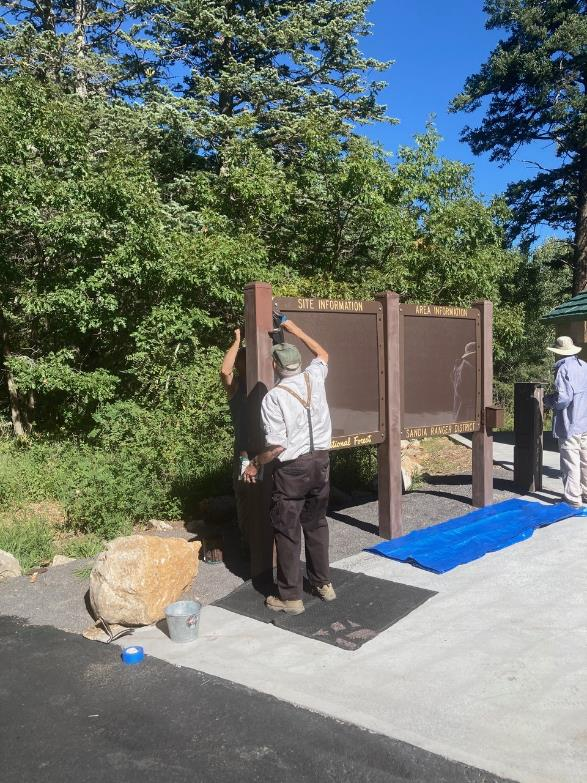 SITE INFORMATION
AREA INFORMATION
National Forest
SANDIA RANGER DISTRICT